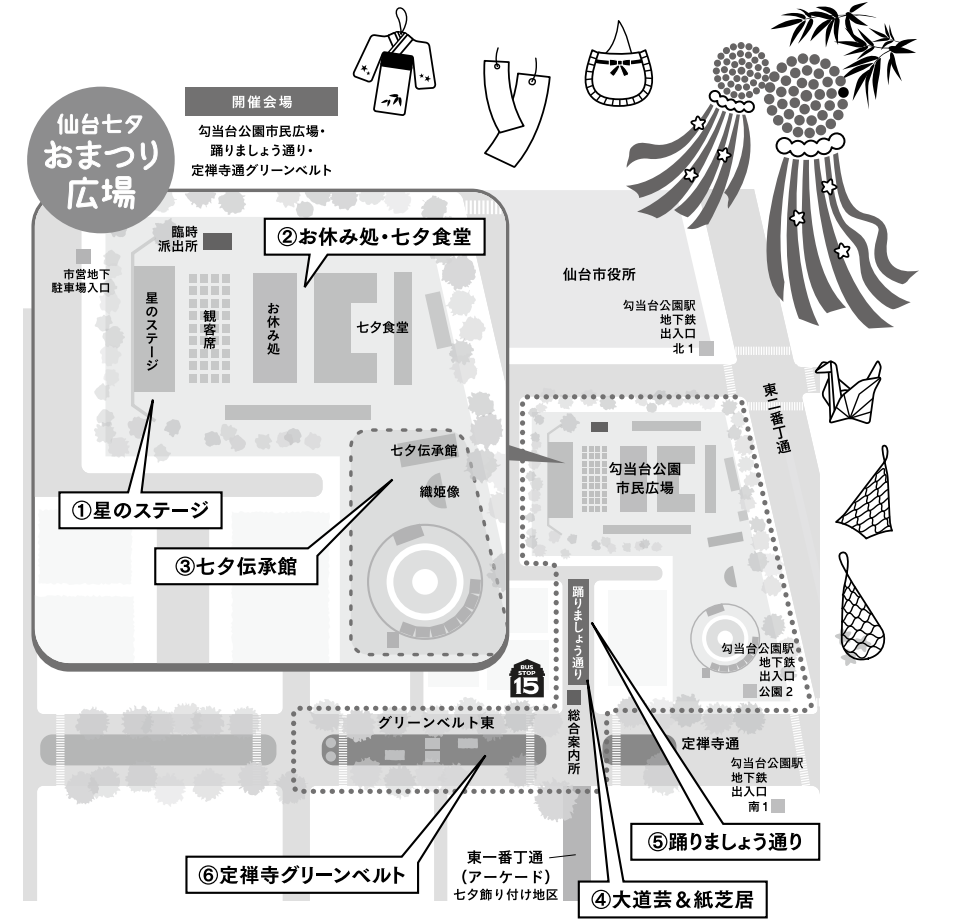 仙台七夕
おまつり
広場
開催会場
勾当台公園市民広場・
踊りましょう通り・
定禅寺通グリーンベルト
臨時
派出所
②お休み処・七夕食堂
市営地下
駐車場入口
星のステージ
観客席
お休み処
七夕食堂
仙台市役所
勾当台公園駅
地下鉄
出入口
北1
東二番丁通
七夕伝承館
織姫像
勾当台公園
市民広場
①星のステージ
③七夕伝承館
踊りましょう通り
勾当台公園駅
地下鉄
出入口
公園2
BUS
STOP
15
グリーンベルト東
総合案内所
定禅寺通
勾当台公園駅
地下鉄
出入口
南1
⑤踊りましょう通り
⑥定禅寺グリーンベルト
東一番丁通
(アーケード)
七夕飾り付け地区
④大道芸&紙芝居